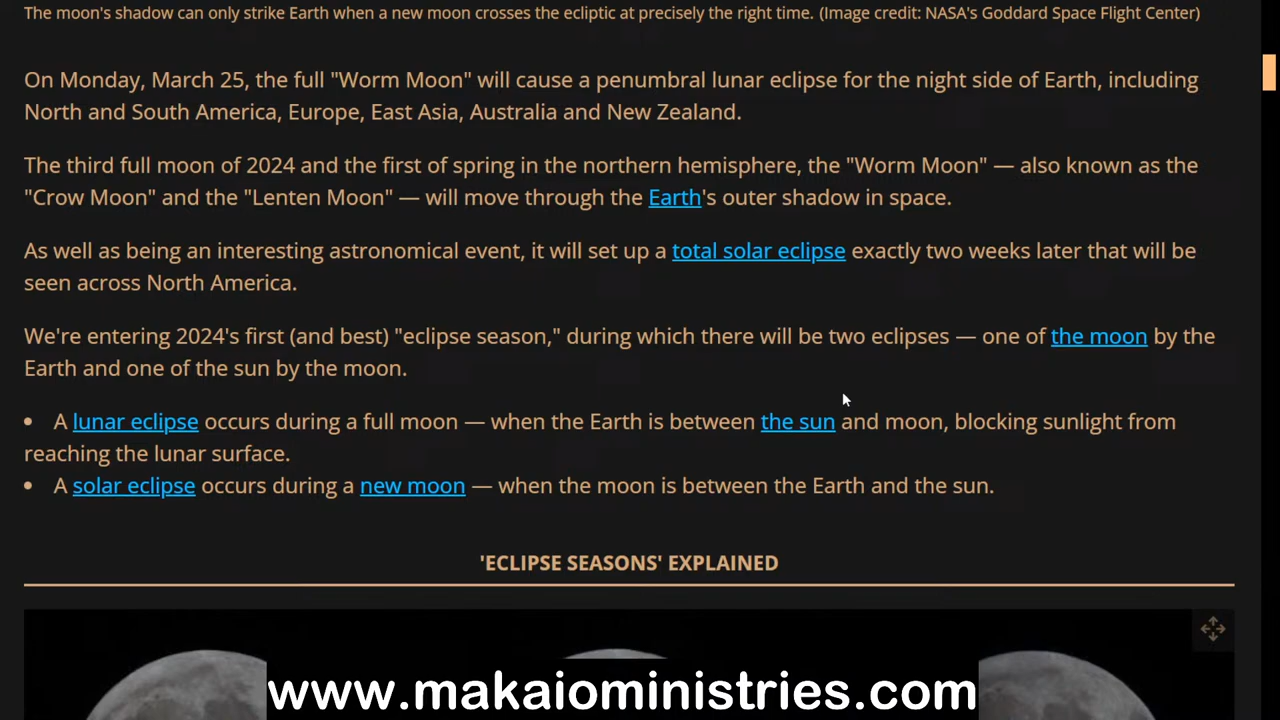 The moon's shadow can only strike Earth when a new moon crosses the ecliptic at precisely the right time. (Image credit: NASA's Goddard Space Flight Center)
On Monday, March 25, the full "Worm Moon" will cause a penumbral lunar eclipse for the night side of Earth, including
North and South America, Europe, East Asia, Australia and New Zealand.
The third full moon of 2024 and the first of spring in the northern hemisphere, the "Worm Moon" — also known as the
"Crow Moon" and the "Lenten Moon" — will move through the Earth's outer shadow in space.
As well as being an interesting astronomical event, it will set up a total solar eclipse exactly two weeks later that will be
seen across North America.
We're entering 2024's first (and best) "eclipse season," during which there will be two eclipses — one of the moon by the
Earth and one of the sun by the moon.
• A lunar eclipse occurs during a full moon — when the Earth is between the sun and moon, blocking sunlight from
reaching the lunar surface.
• A solar eclipse occurs during a new moon — when the moon is between the Earth and the sun.
'ECLIPSE SEASONS' EXPLAINED
www.makaioministries.com